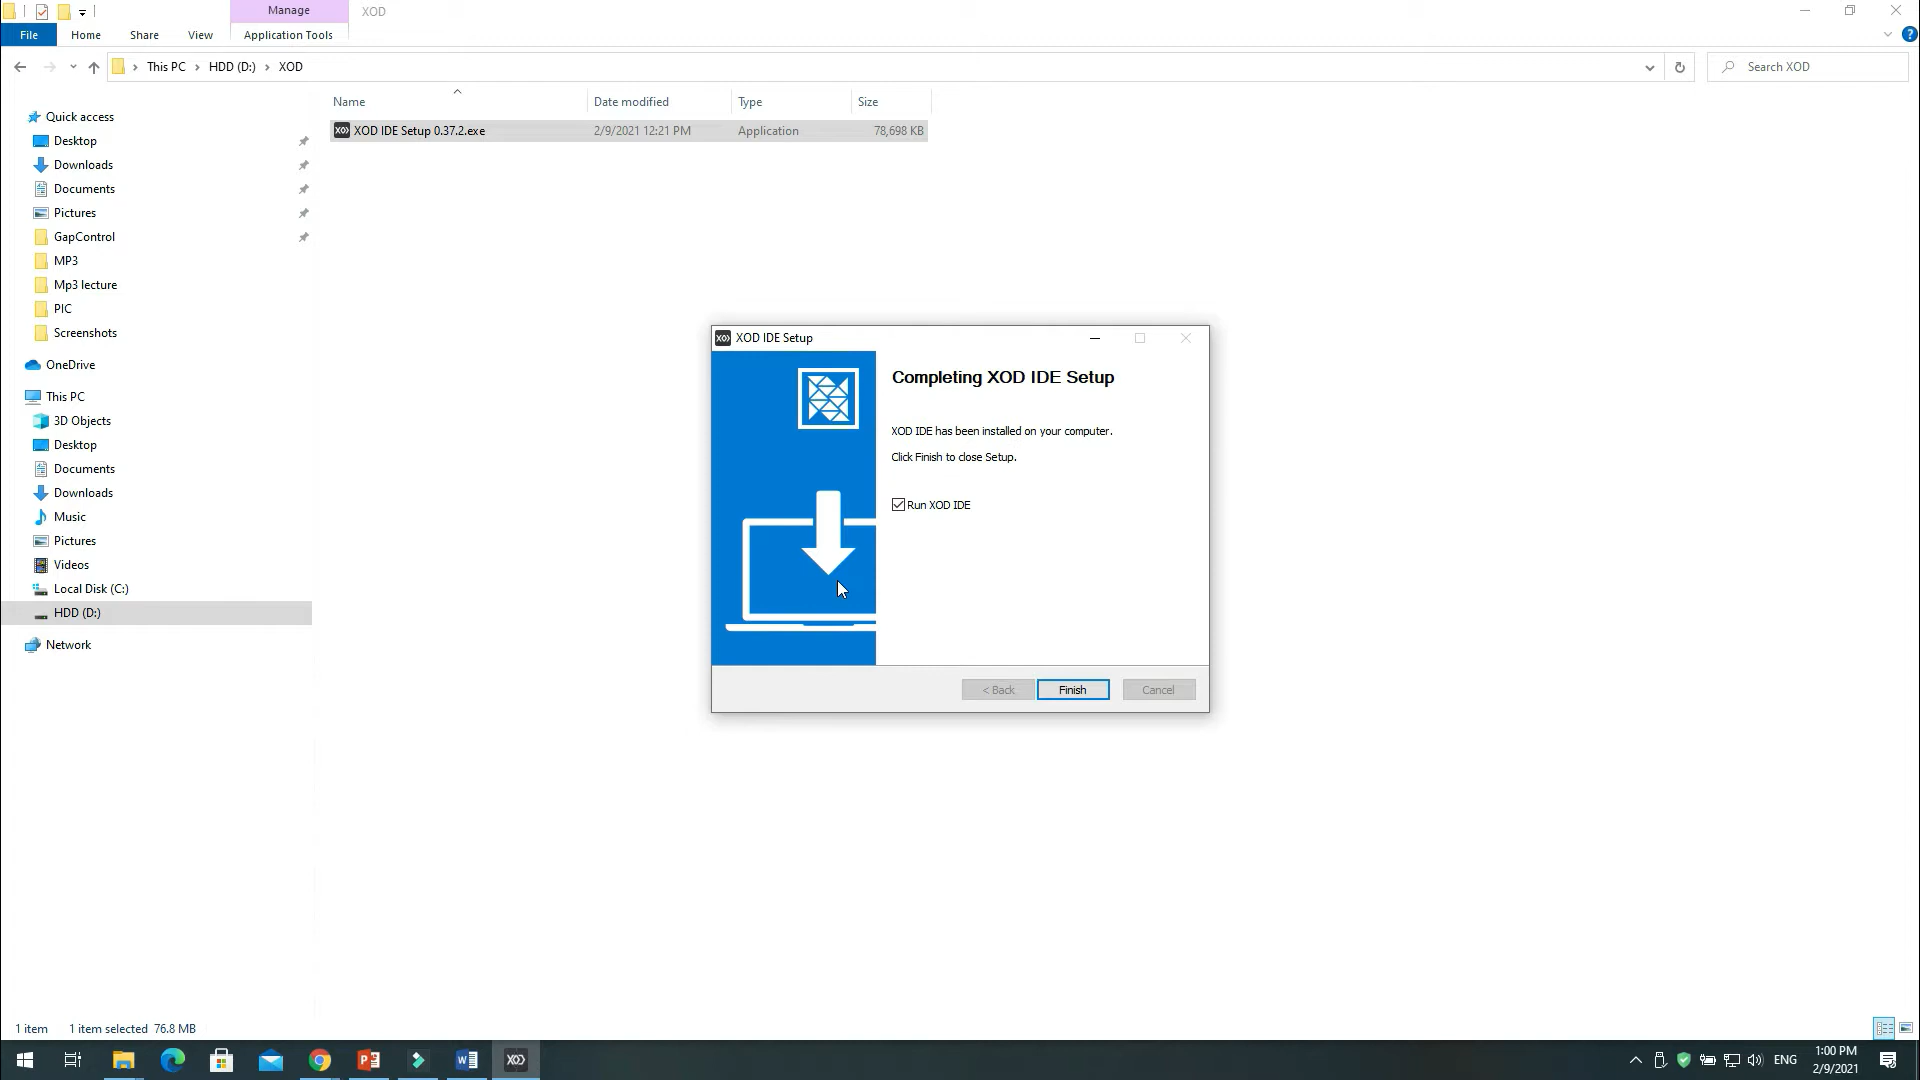 Manage
XOD
File
Home
Share
View
Application Tools
This PC
HDD (D:)
XOD
Search XOD
Name
Date modified
Type
Size
XOD IDE Setup 0.37.2.exe
2/9/2021 12:21 PM
Application
78,698 KB
Quick access
Desktop
Downloads
Documents
Pictures
GapControl
MP3
Mp3 lecture
PIC
Screenshots
OneDrive
This PC
3D Objects
Desktop
Documents
Downloads
Music
Pictures
Videos
Local Disk (C:)
HDD (D:)
Network
XOD IDE Setup
Completing XOD IDE Setup
XOD IDE has been installed on your computer.
Click Finish to close Setup.
Run XOD IDE
< Back
Finish
Cancel
1 item
1 item selected 76.8 MB
ENG
1:00 PM
2/9/2021